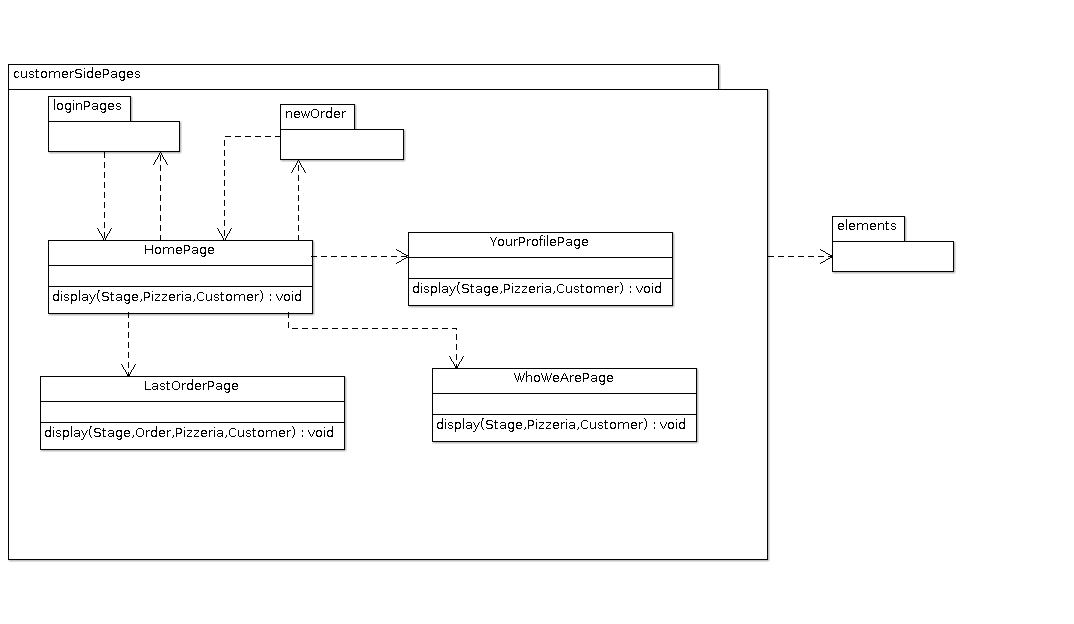 customerSidePages
loginPages
newOrder
elements
HomePage
display(Stage,Pizzeria,Customer) : void
YourProfilePage
display(Stage,Pizzeria,Customer) : void
LastOrderPage
display(Stage,Order,Pizzeria,Customer) : void
WhoWeArePage
display(Stage,Pizzeria,Customer) : void